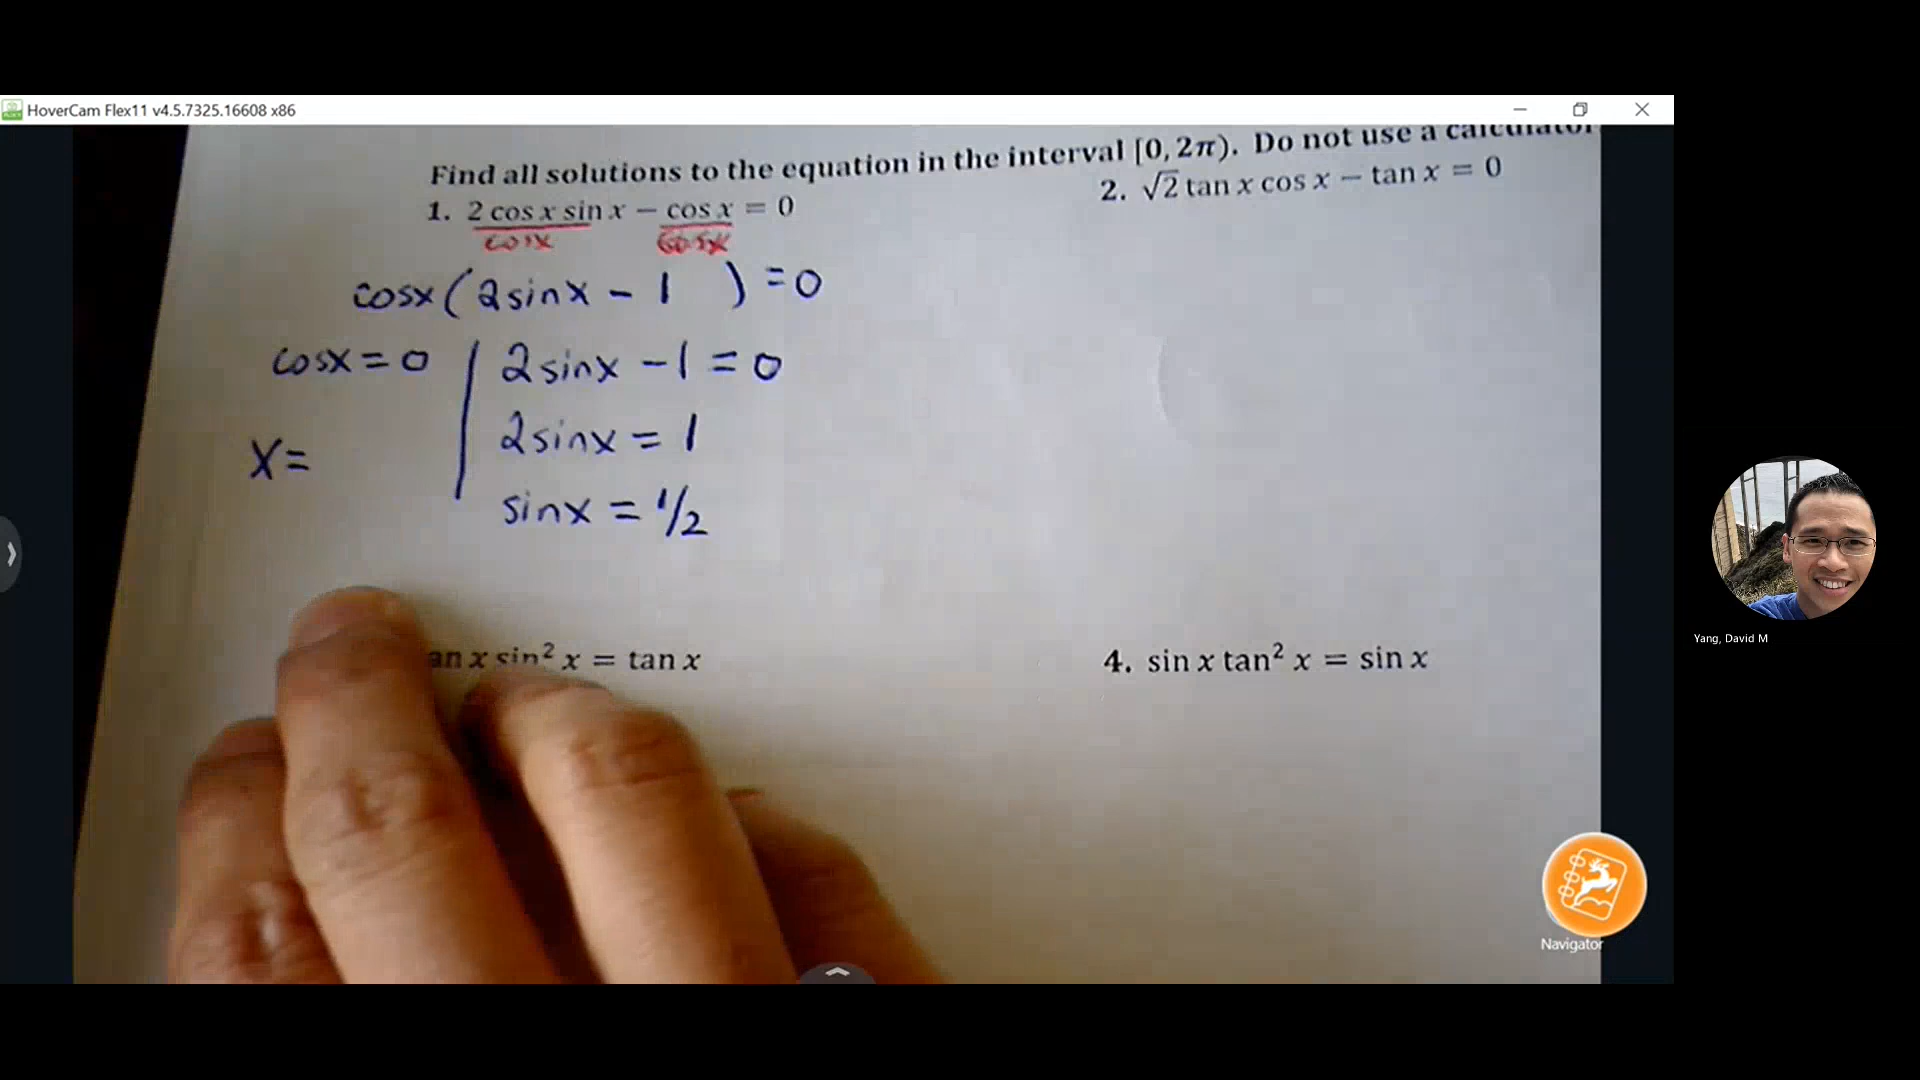 HoverCam Flex11 v4.5.7325.16608 x86
Find all solutions to the equation in the interval [0, 2π). Do not use a calculator
1. 2 cos x sin x − cos x = 0
cosx cosx
cosx(2sinx - 1 ) = 0
cosx = 0 | 2sinx - 1 = 0
2sinx = 1
x=
sinx = 1/2
2. √2 tan x cos x − tan x = 0
an x sin² x = tan x
4. sin x tan² x = sin x
Navigator
Yang, David M